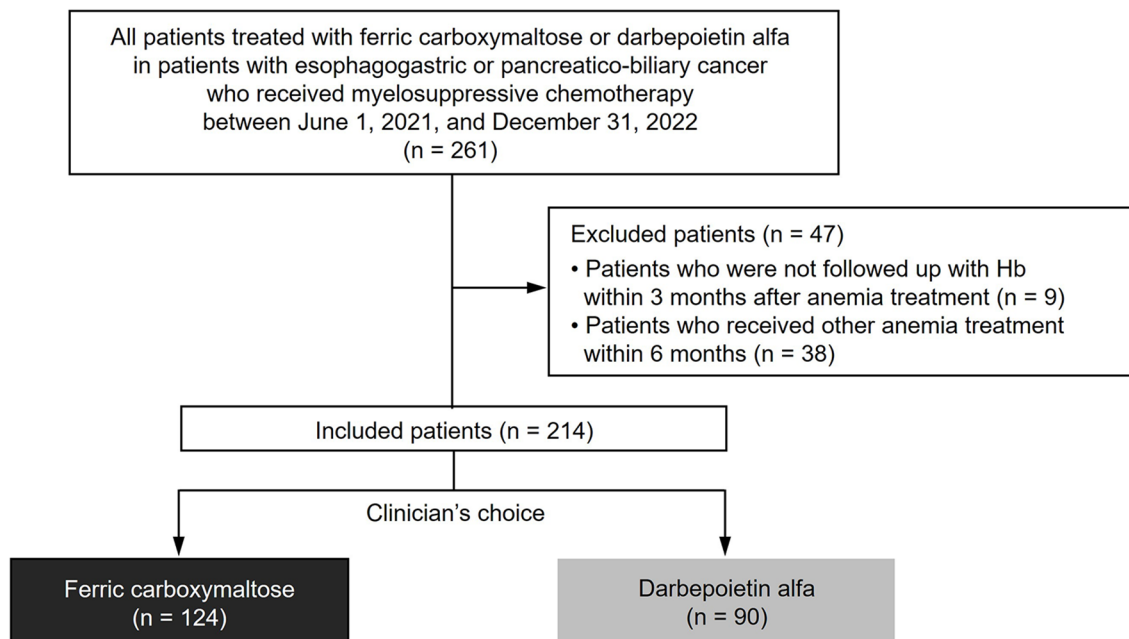 All patients treated with ferric carboxymaltose or darbepoietin alfa
in patients with esophagogastric or pancreatico-biliary cancer
who received myelosuppressive chemotherapy
between June 1, 2021, and December 31, 2022
(n = 261)
Excluded patients (n = 47)
• Patients who were not followed up with Hb
within 3 months after anemia treatment (n = 9)
• Patients who received other anemia treatment
within 6 months (n = 38)
Included patients (n = 214)
Clinician's choice
Ferric carboxymaltose
(n = 124)
Darbepoietin alfa
(n = 90)